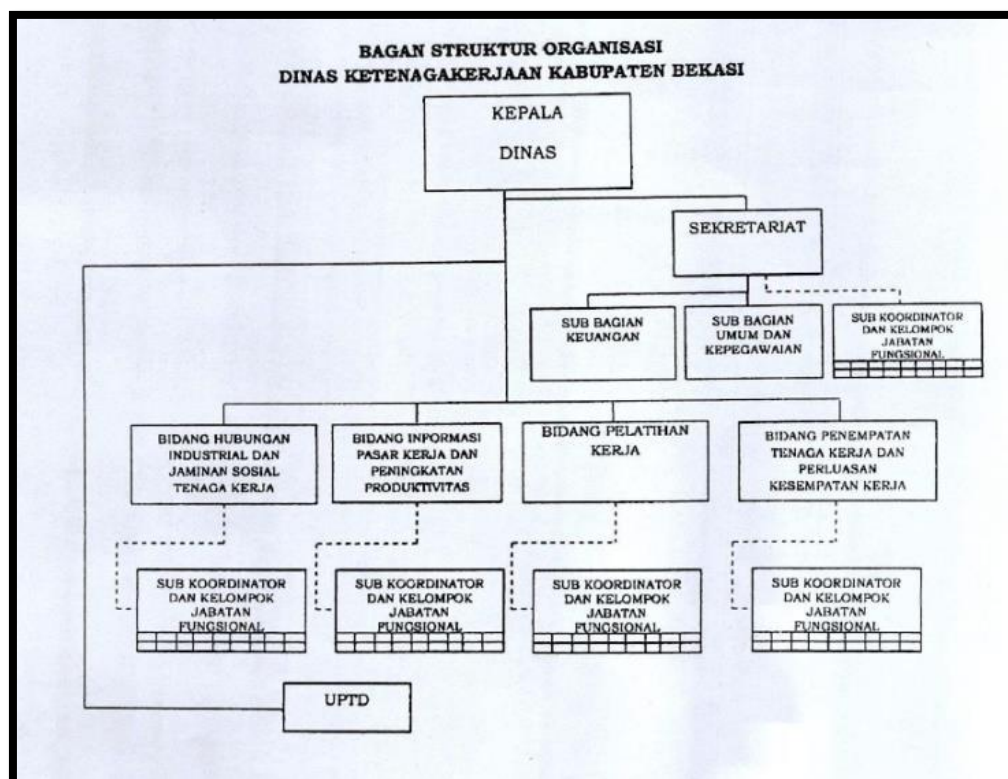 BAGAN STRUKTUR ORGANISASI
DINAS KETENAGAKERJAAN KABUPATEN BEKASI
KEPALA
DINAS
SEKRETARIAT
SUB BAGIAN
KEUANGAN
SUB BAGIAN
UMUM DAN
KEPEGAWAIAN
SUB KOORDINATOR
DAN KELOMPOK
JABATAN
FUNGSIONAL
BIDANG HUBUNGAN
INDUSTRIAL DAN
JAMINAN SOSIAL
TENAGA KERJA
BIDANG INFORMASI
PASAR KERJA DAN
PENINGKATAN
PRODUKTIVITAS
BIDANG PELATIHAN
KERJA
BIDANG PENEMPATAN
TENAGA KERJA DAN
PERLUASAN
KESEMPATAN KERJA
SUB KOORDINATOR
DAN KELOMPOK
JABATAN
FUNGSIONAL
SUB KOORDINATOR
DAN KELOMPOK
JABATAN
FUNGSIONAL
SUB KOORDINATOR
DAN KELOMPOK
JABATAN
FUNGSIONAL
SUB KOORDINATOR
DAN KELOMPOK
JABATAN
FUNGSIONAL
UPTD